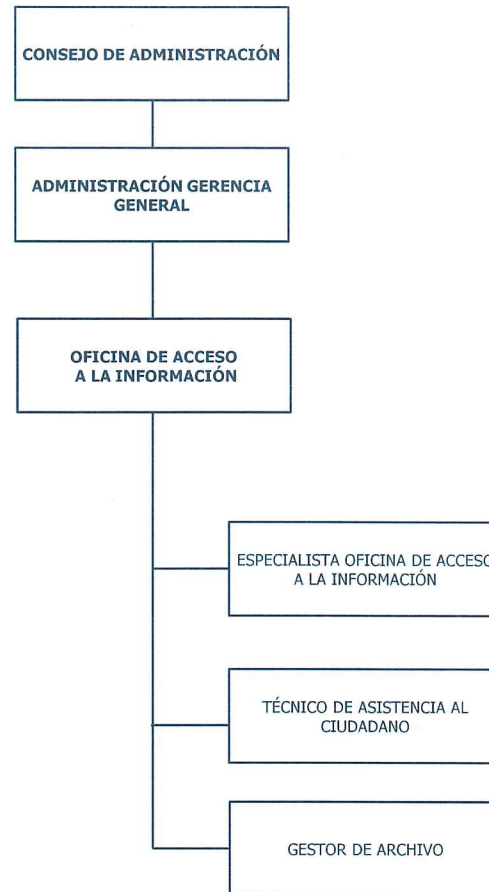 CONSEJO DE ADMINISTRACIÓN
ADMINISTRACIÓN GERENCIA
GENERAL
OFICINA DE ACCESO
A LA INFORMACIÓN
ESPECIALISTA OFICINA DE ACCESO
A LA INFORMACIÓN
TÉCNICO DE ASISTENCIA AL
CIUDADANO
GESTOR DE ARCHIVO